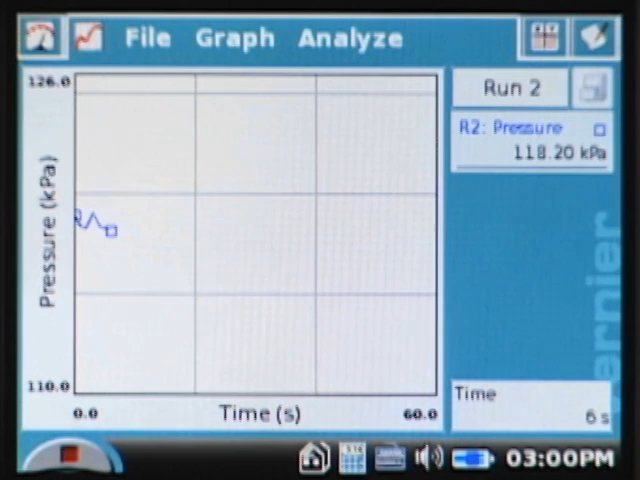 File Graph Analyze
126.0
Pressure (kPa)
110.0
0.0
Time (s)
60.0
Run 2
R2: Pressure
118.20 kPa
ernier
Time
6 s
03:00PM